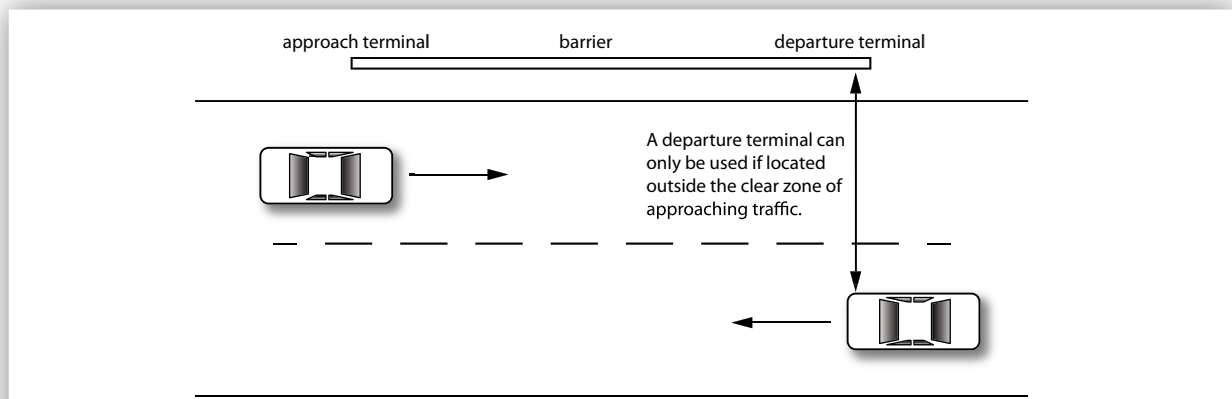 approach terminal barrier departure terminal
A departure terminal can
only be used if located
outside the clear zone of
approaching traffic.